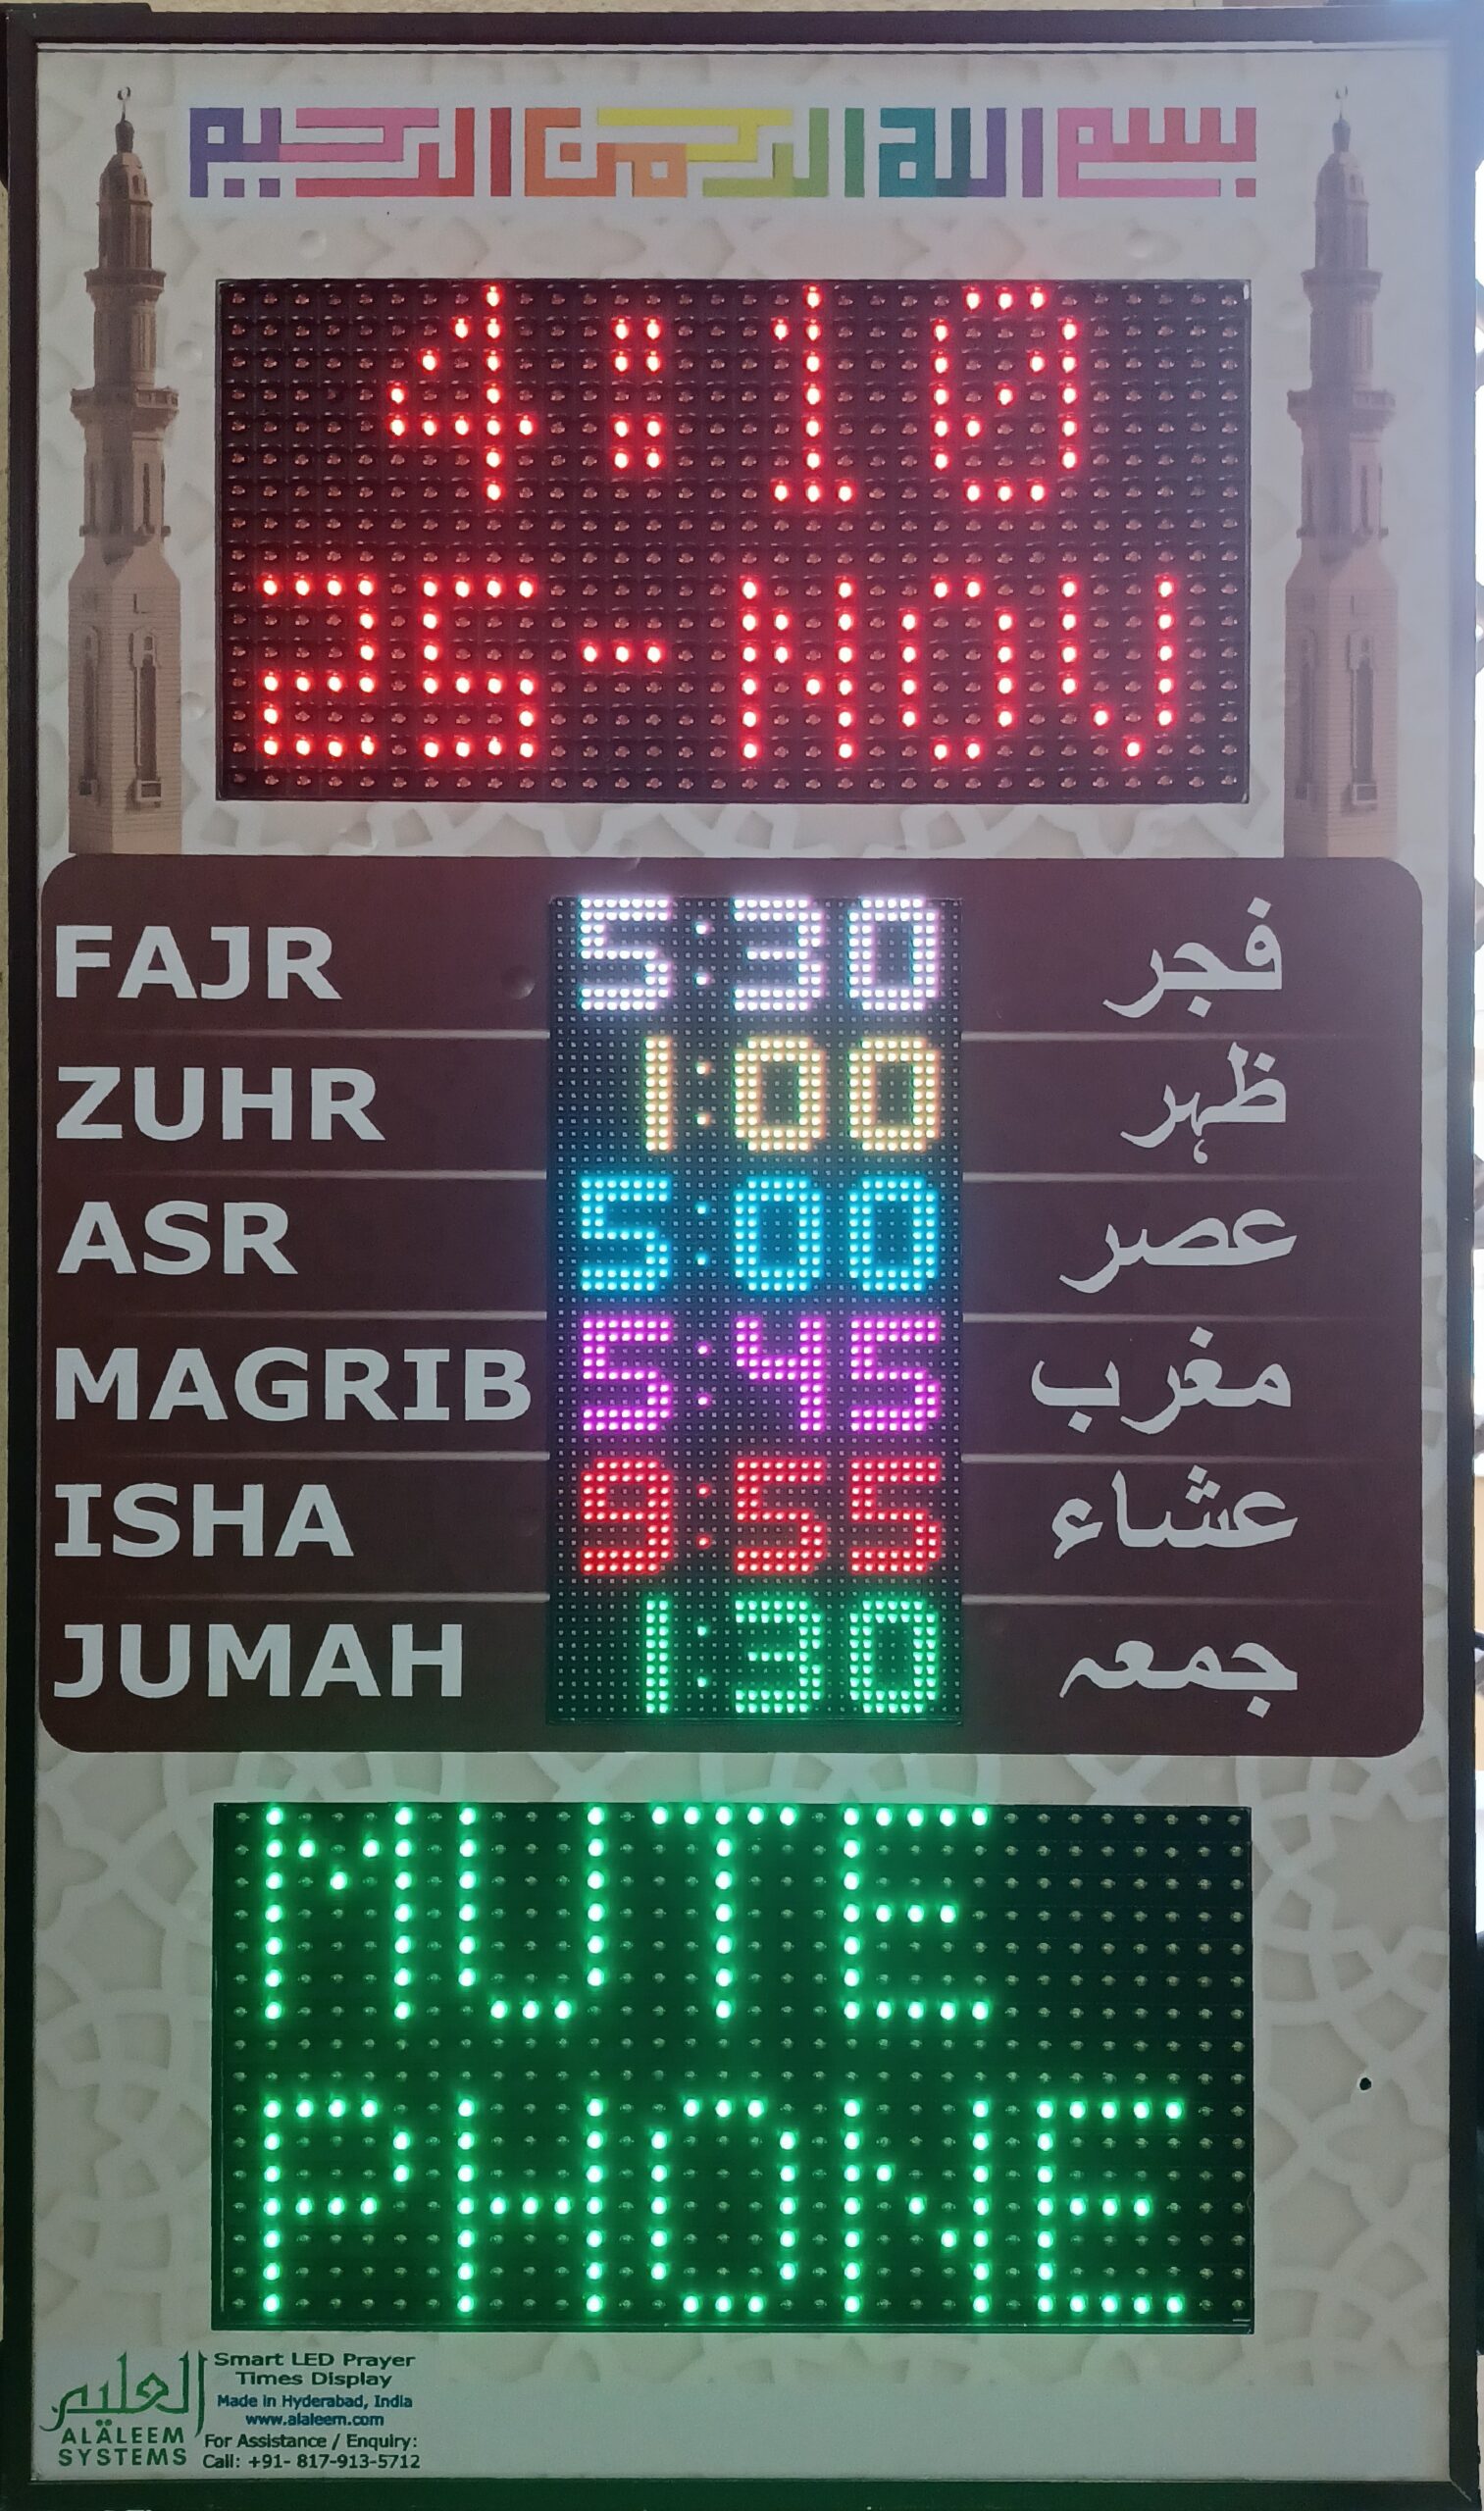 بسم الله الرحمن الرحيم
4:10
25-NOV
FAJR 5:30 فجر
ZUHR 1:00 ظہر
ASR 5:00 عصر
MAGRIB 5:45 مغرب
ISHA 9:55 عشاء
JUMAH 1:30 جمعہ
MUTE
PHONE
العليم
ALÄLEEM
SYSTEMS
Smart LED Prayer
Times Display
Made in Hyderabad, India
www.alaleem.com
For Assistance / Enquiry:
Call: +91- 817-913-5712